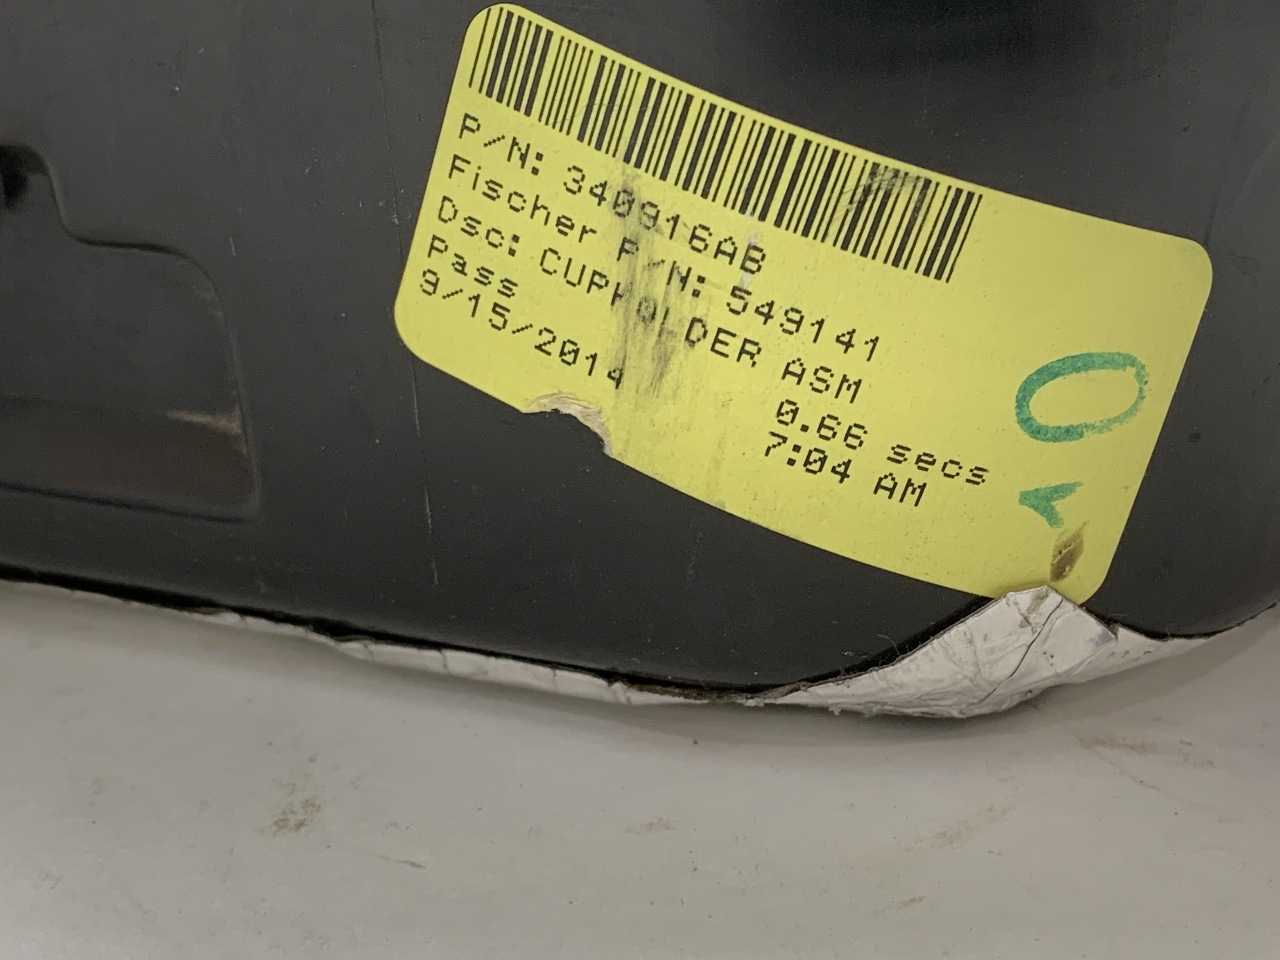 P/N: 340916AB
Fischer P/N: 549141
Dsc: CUPHOLDER ASM
Pass 0.66 secs
9/15/2014 7:04 AM